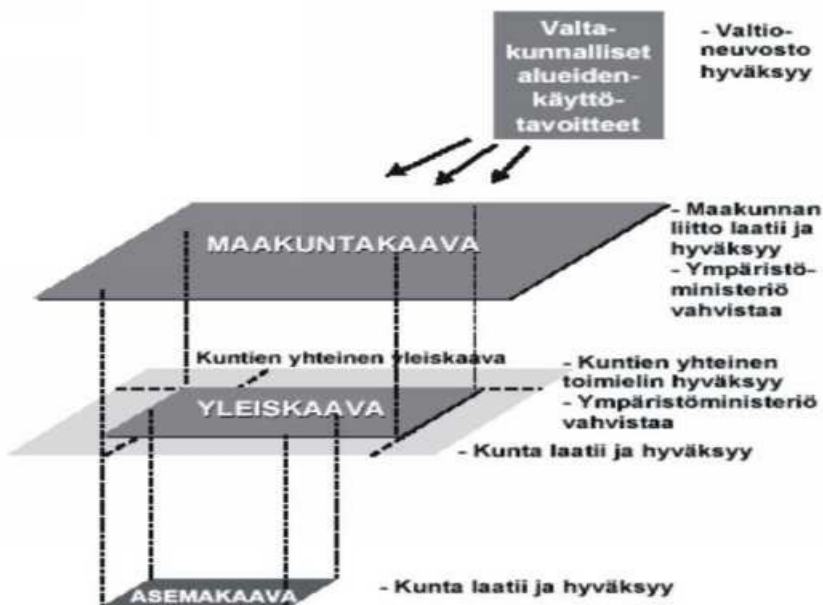 Valta-
kunnalliset
alueiden-
käyttö-
tavoitteet
- Valtio-
neuvosto
hyväksyy
MAAKUNTAKAAVA
- Maakunnan
liitto laatii ja
hyväksyy
- Ympäristö-
ministeriö
vahvistaa
Kuntien yhteinen yleiskaava
- Kuntien yhteinen
toimielin hyväksyy
- Ympäristöministeriö
vahvistaa
YLEISKAAVA
- Kunta laatii ja hyväksyy
ASEMAKAAVA
- Kunta laatii ja hyväksyy